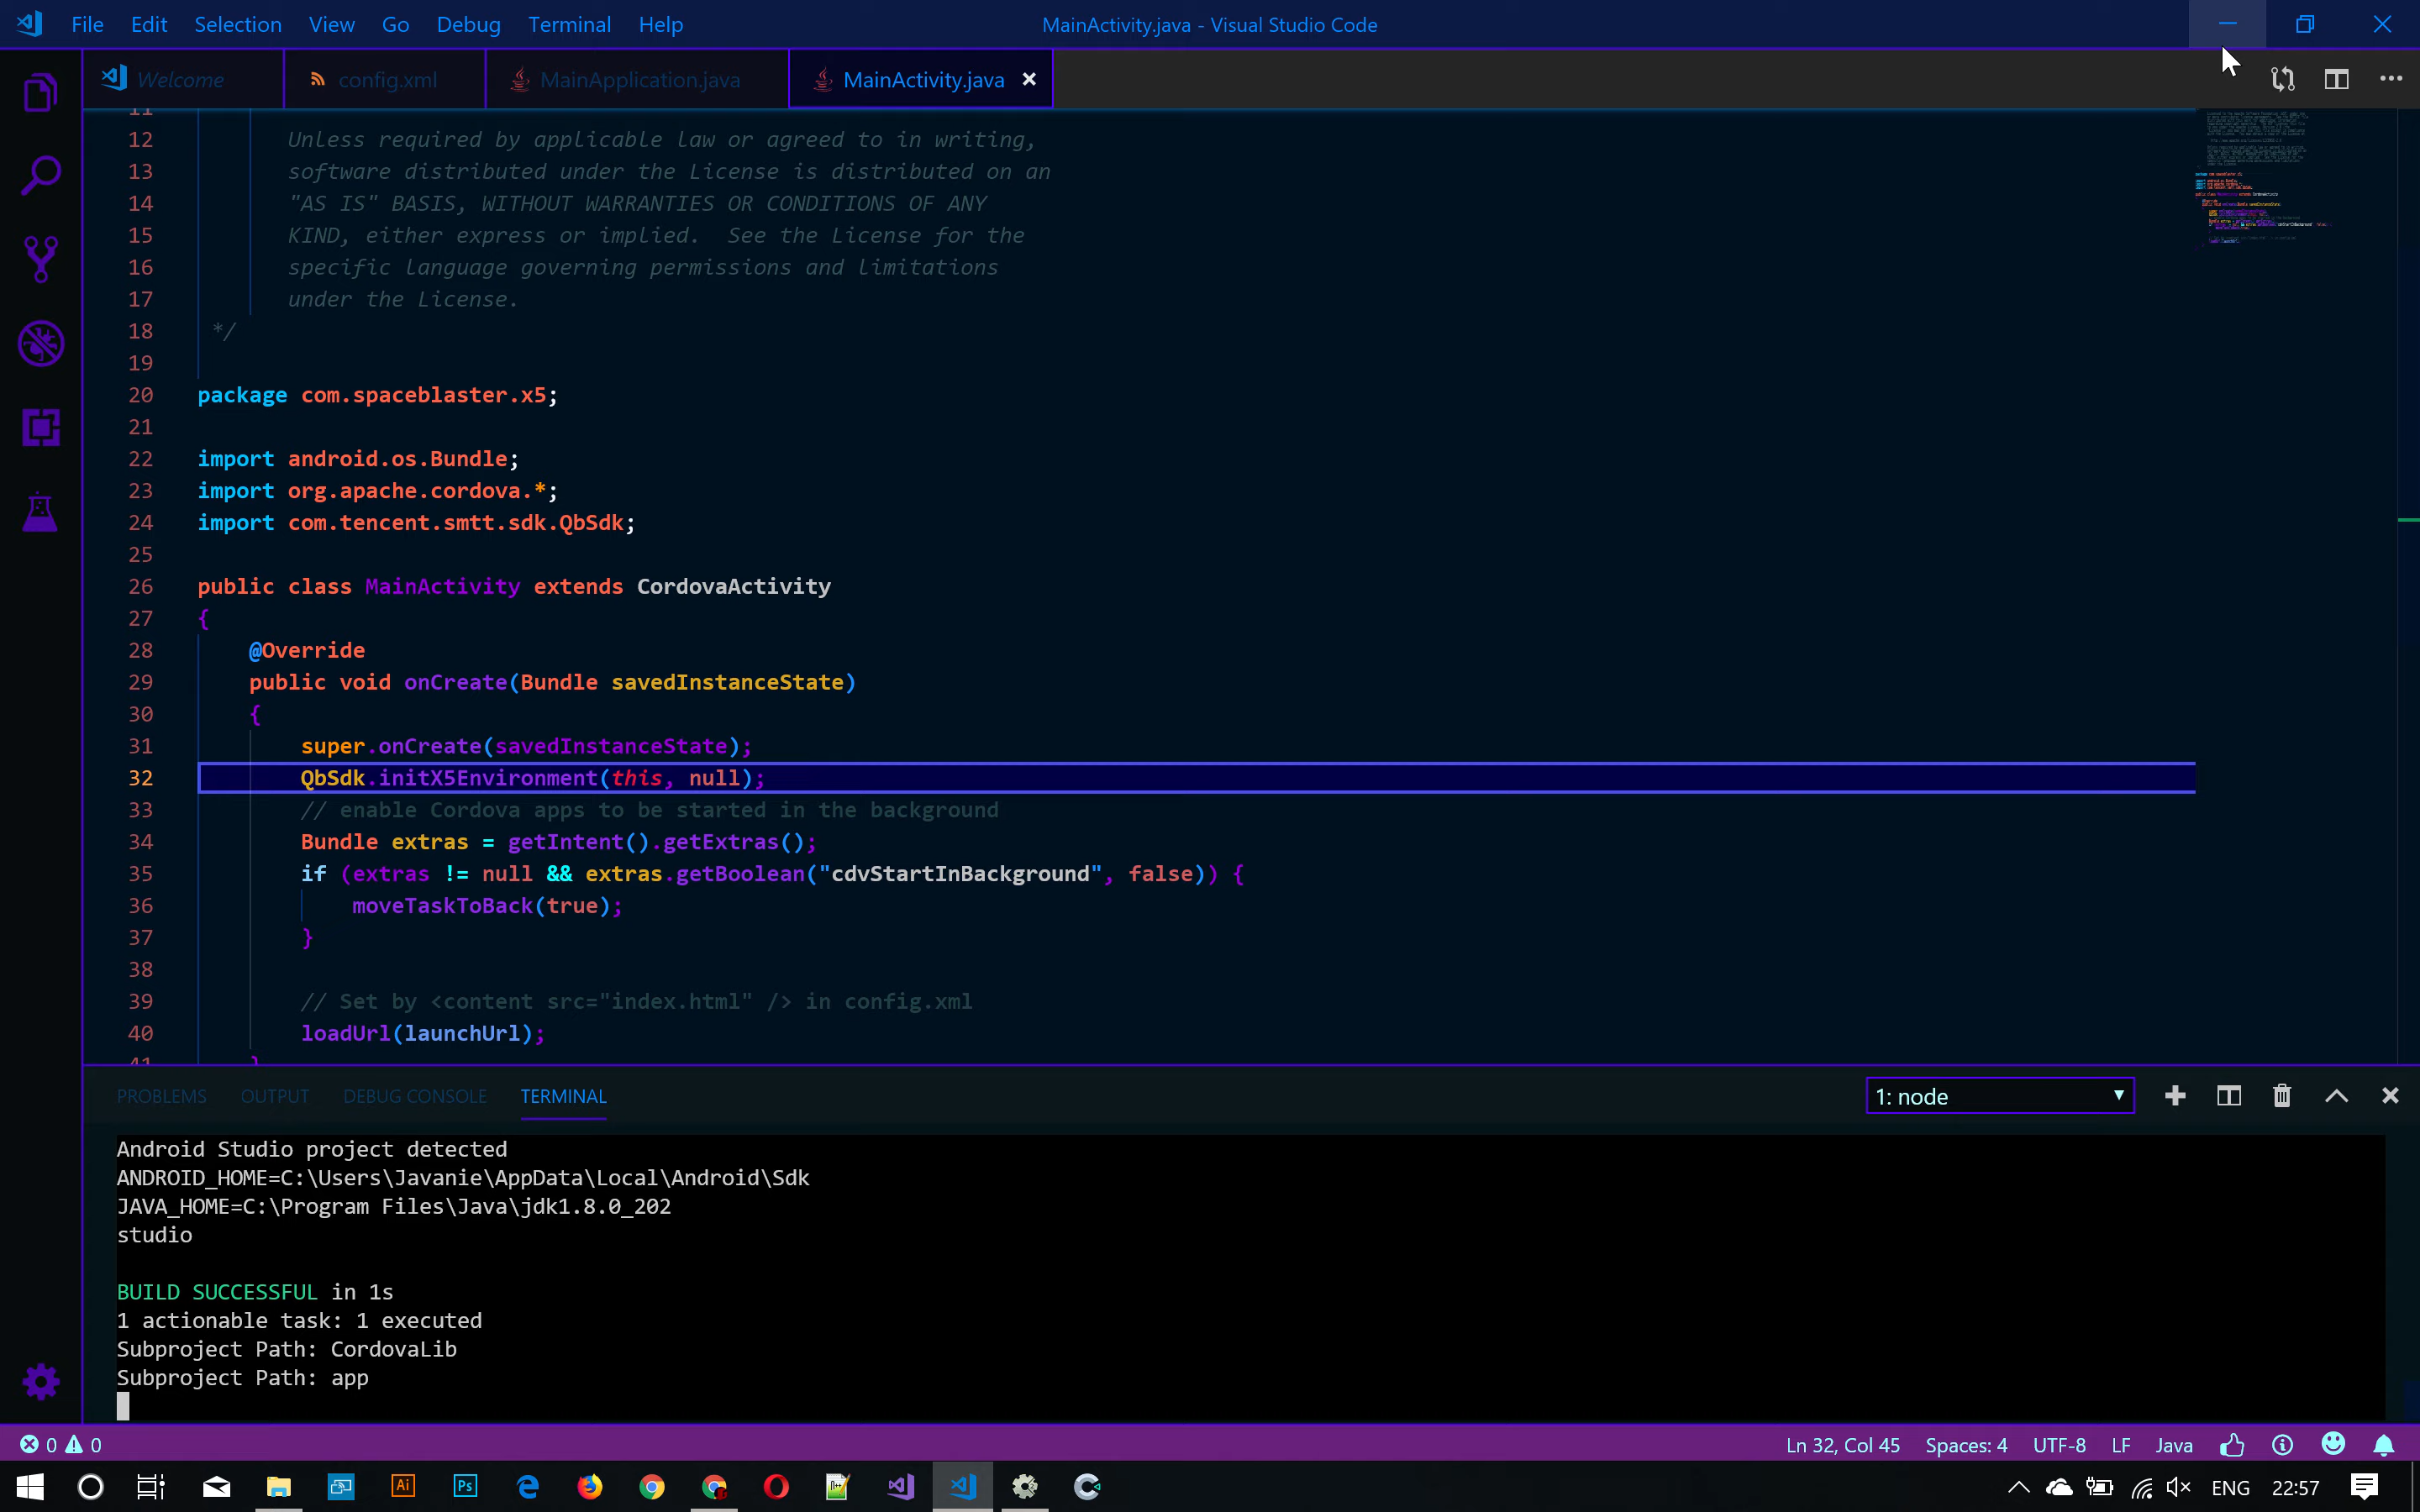 File Edit Selection View Go Debug Terminal Help MainActivity.java - Visual Studio Code
Welcome config.xml MainApplication.java MainActivity.java
11
12 Unless required by applicable law or agreed to in writing,
13 software distributed under the License is distributed on an
14 "AS IS" BASIS, WITHOUT WARRANTIES OR CONDITIONS OF ANY
15 KIND, either express or implied.  See the License for the
16 specific language governing permissions and limitations
17 under the License.
18 */
19
20 package com.spaceblaster.x5;
21
22 import android.os.Bundle;
23 import org.apache.cordova.*;
24 import com.tencent.smtt.sdk.QbSdk;
25
26 public class MainActivity extends CordovaActivity
27 {
28 @Override
29 public void onCreate(Bundle savedInstanceState)
30 {
31 super.onCreate(savedInstanceState);
32 QbSdk.initX5Environment(this, null);
33 // enable Cordova apps to be started in the background
34 Bundle extras = getIntent().getExtras();
35 if (extras != null && extras.getBoolean("cdvStartInBackground", false)) {
36 moveTaskToBack(true);
37 }
38
39 // Set by <content src="index.html" /> in config.xml
40 loadUrl(launchUrl);
41 }
PROBLEMS OUTPUT DEBUG CONSOLE TERMINAL 1: node
Android Studio project detected
ANDROID_HOME=C:\Users\Javanie\AppData\Local\Android\Sdk
JAVA_HOME=C:\Program Files\Java\jdk1.8.0_202
studio
BUILD SUCCESSFUL in 1s
1 actionable task: 1 executed
Subproject Path: CordovaLib
Subproject Path: app
0 0 Ln 32, Col 45 Spaces: 4 UTF-8 LF Java
Ai Ps n++ ENG 22:57